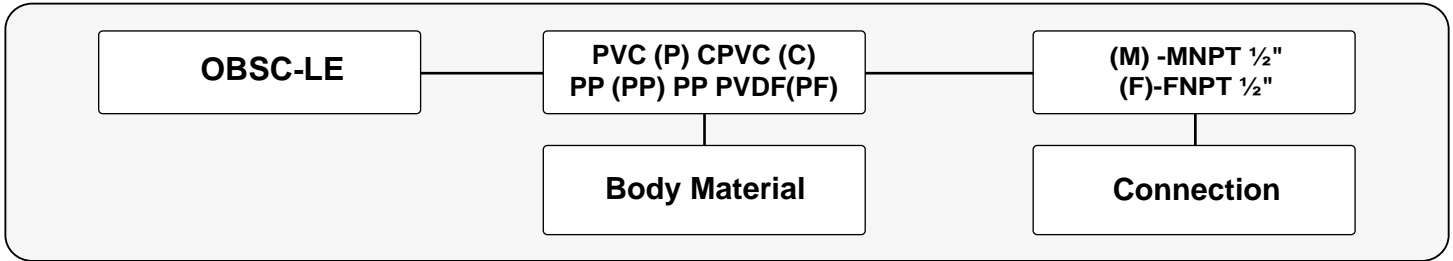 OBSC-LE
PVC (P) CPVC (C)
PP (PP) PP PVDF(PF)
(M) -MNPT ½"
(F)-FNPT ½"
Body Material
Connection